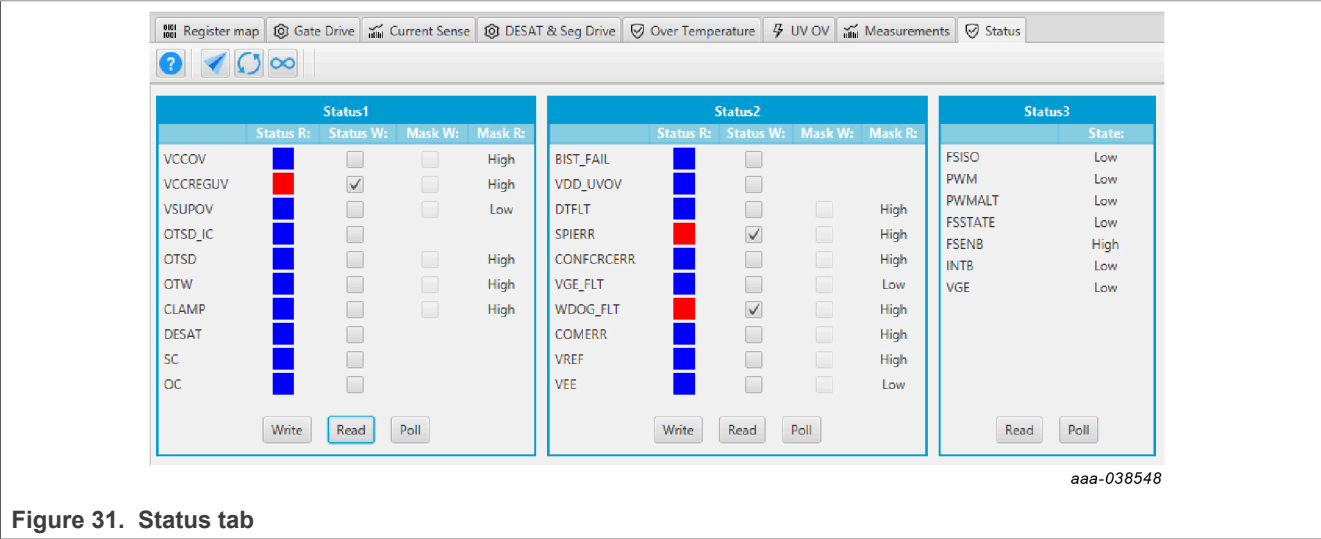 Register map Gate Drive Current Sense DESAT & Seg Drive Over Temperature UV OV Measurements Status
Status1
Status R: Status W: Mask W: Mask R:
VCCOV High
VCCREGUV High
VSUPOV Low
OTSD_IC
OTSD High
OTW High
CLAMP High
DESAT
SC
OC
Write Read Poll
Status2
Status R: Status W: Mask W: Mask R:
BIST_FAIL
VDD_UVOV
DTFLT High
SPIERR High
CONFCRCERR High
VGE_FLT Low
WDOG_FLT High
COMERR High
VREF High
VEE Low
Write Read Poll
Status3
State:
FSISO Low
PWM Low
PWMALT Low
FSSTATE Low
FSENB High
INTB Low
VGE Low
Read Poll
aaa-038548
Figure 31. Status tab